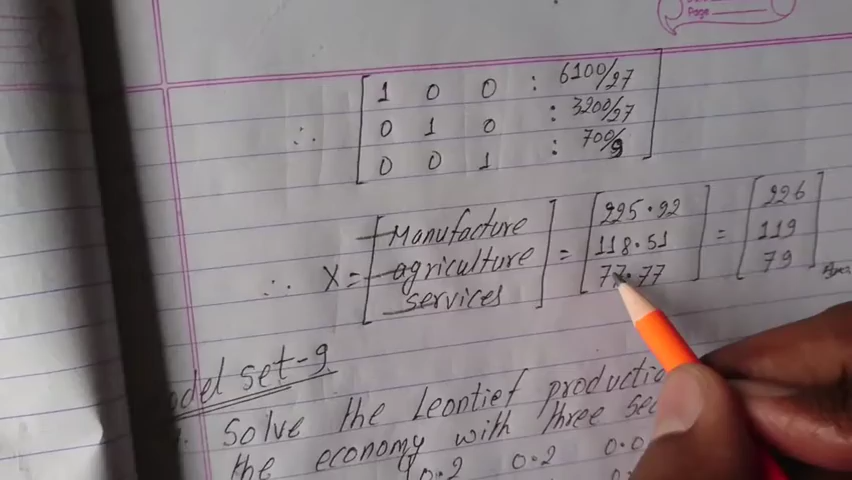 Page
1 0 0 : 6100/27
∴ 0 1 0 : 3200/27
0 0 1 : 700/9
Manufacture 225.92 226
∴ X = agriculture = 118.51 = 119
services 77.77 79
odel set-9
Solve the leontief productio
the economy with three sec
0.2 0.2 0.0